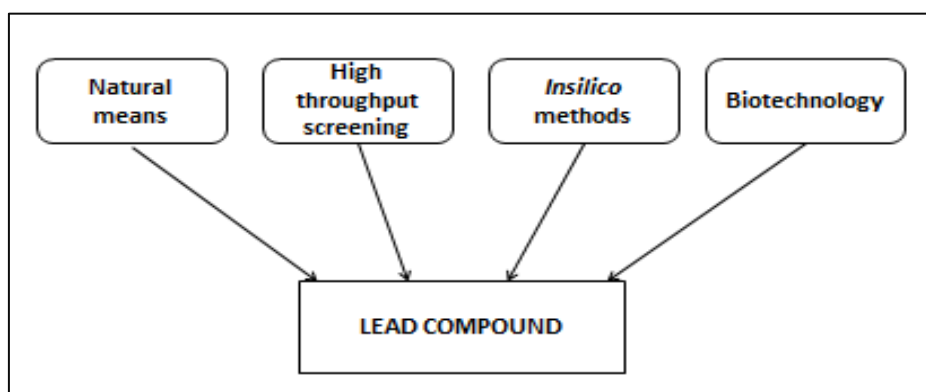 Natural
means
High
throughput
screening
Insilico
methods
Biotechnology
LEAD COMPOUND